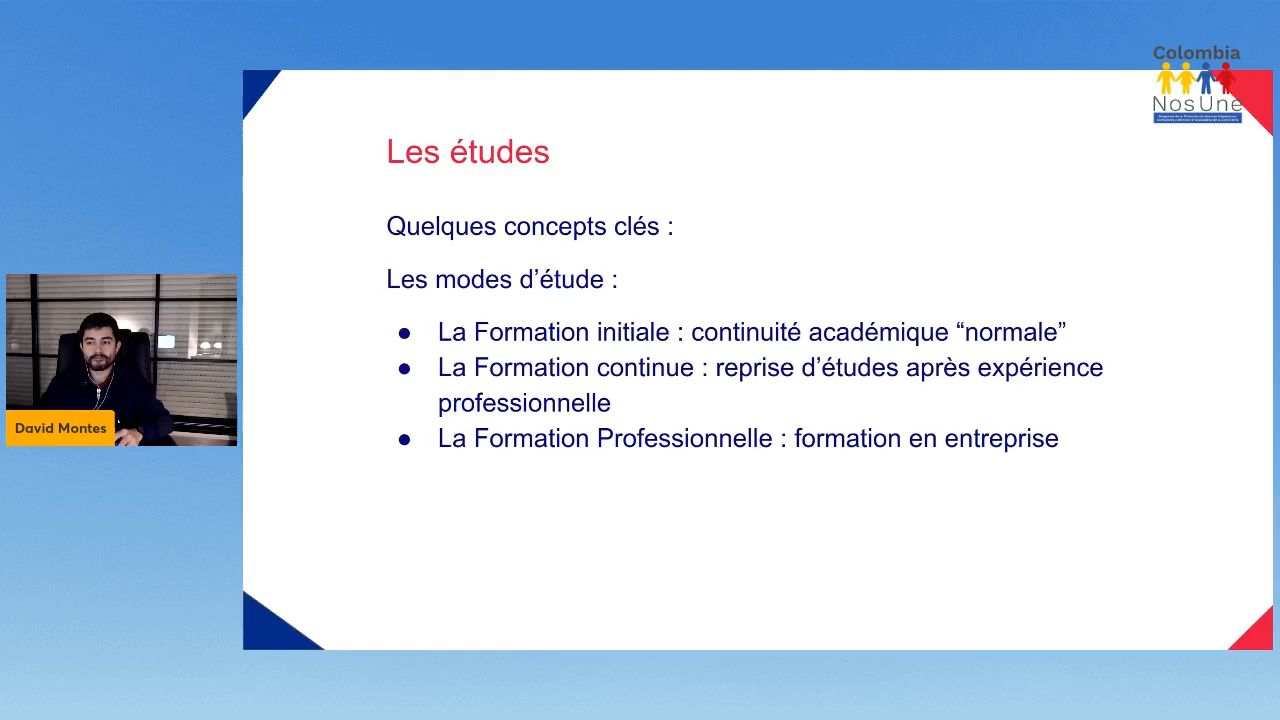 Colombia
NosUne
Les études
Quelques concepts clés :
Les modes d’étude :
● La Formation initiale : continuité académique “normale”
● La Formation continue : reprise d’études après expérience
professionnelle
● La Formation Professionnelle : formation en entreprise
David Montes